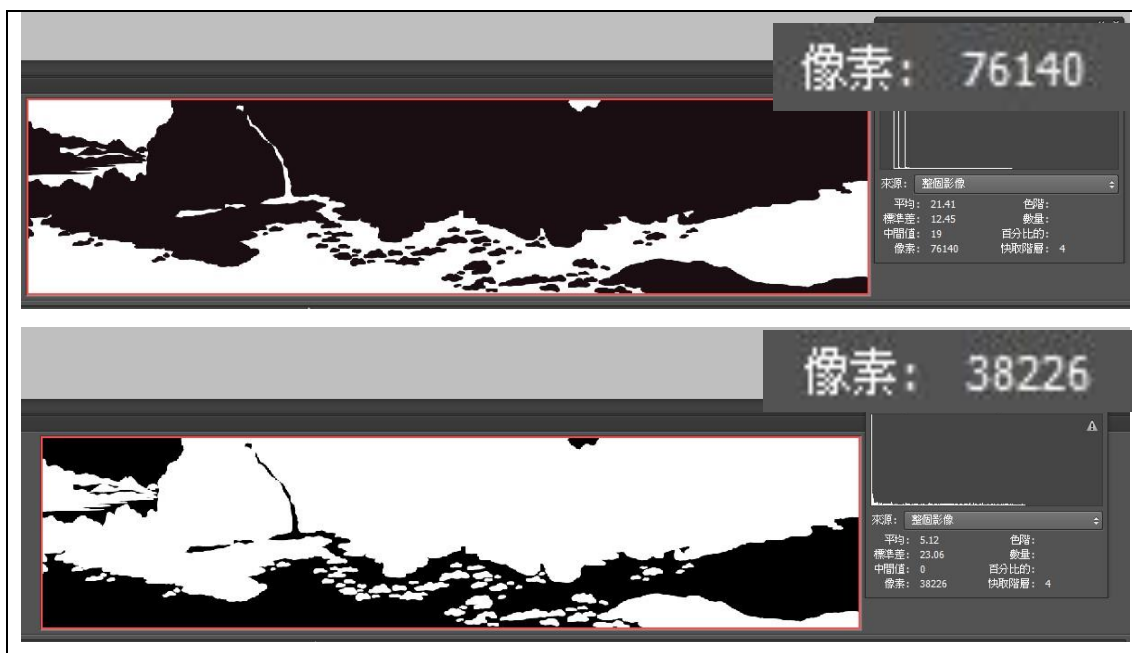 像素： 76140
來源： 整個影像
平均： 21.41 色階：
標準差： 12.45 數量：
中間值： 19 百分比的：
像素： 76140 快取階層： 4
像素： 38226
來源： 整個影像
平均： 5.12 色階：
標準差： 23.06 數量：
中間值： 0 百分比的：
像素： 38226 快取階層： 4